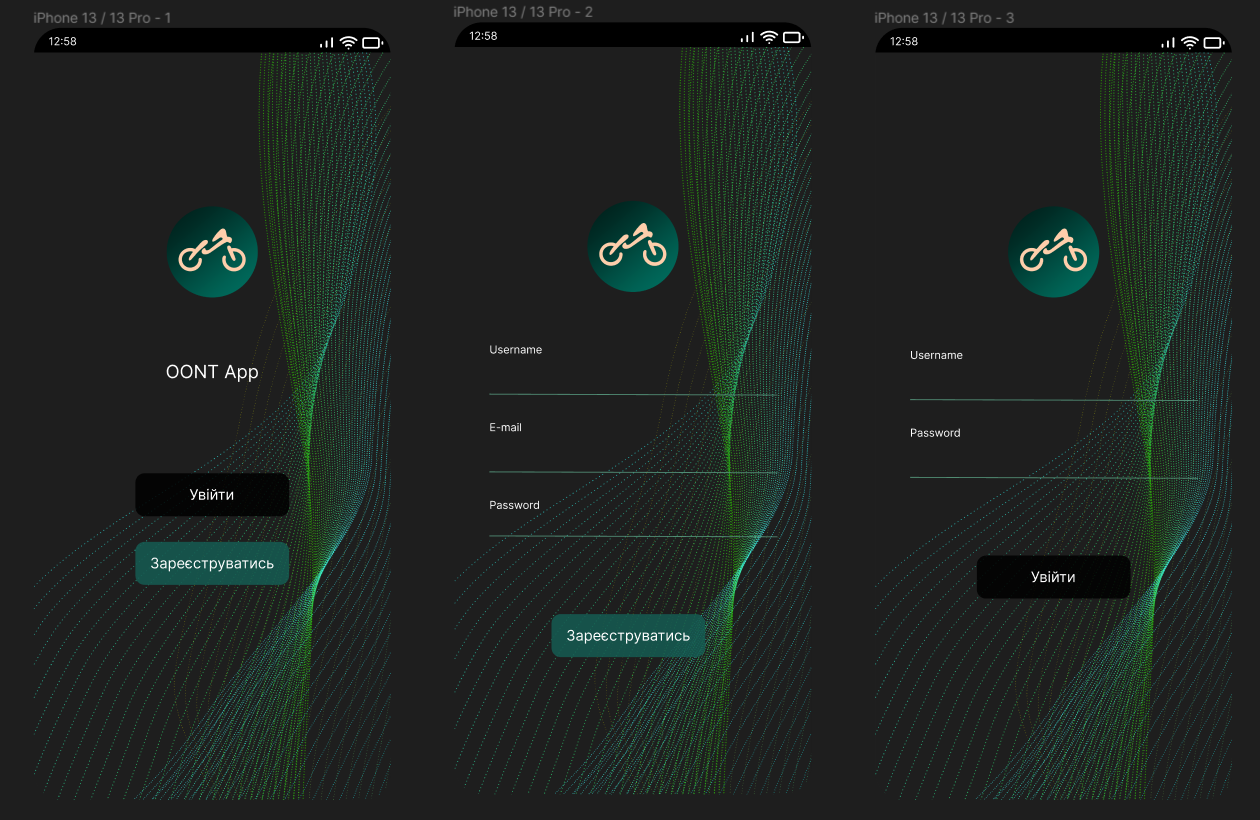 iPhone 13 / 13 Pro - 1
12:58
OONT App
Увійти
Зареєструватись
iPhone 13 / 13 Pro - 2
12:58
Username
E-mail
Password
Зареєструватись
iPhone 13 / 13 Pro - 3
12:58
Username
Password
Увійти